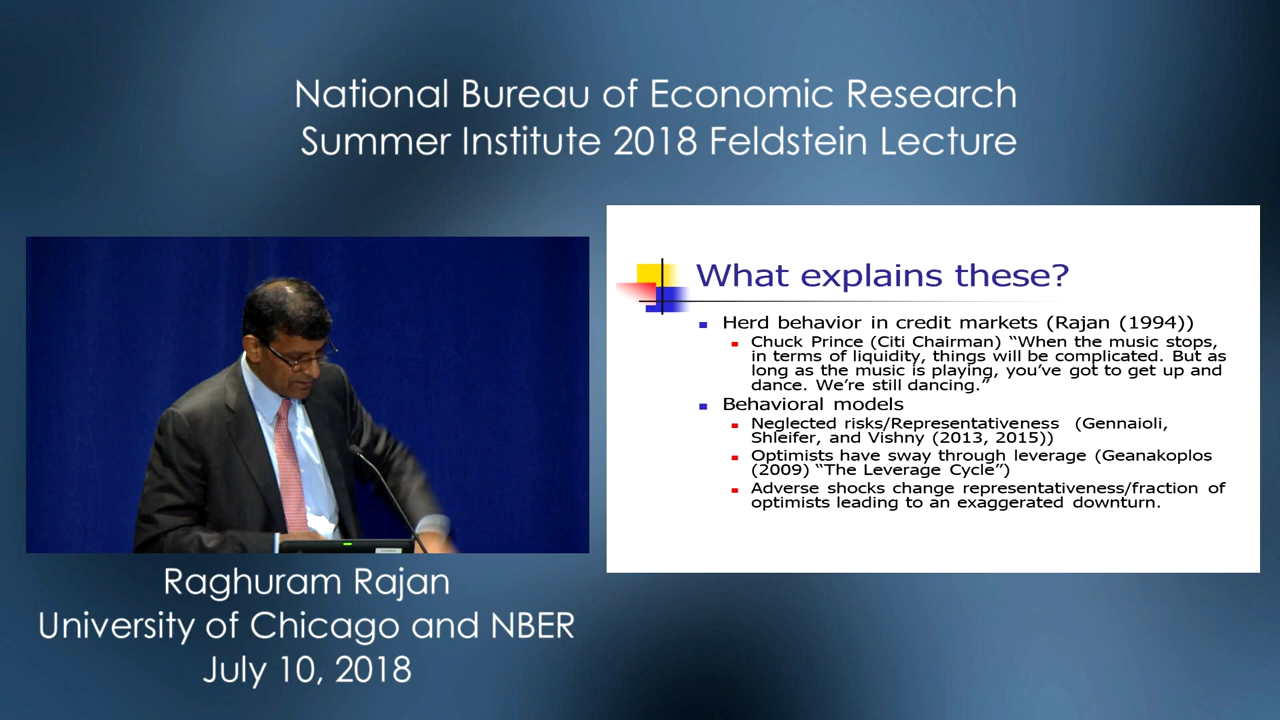 National Bureau of Economic Research
Summer Institute 2018 Feldstein Lecture
What explains these?
Herd behavior in credit markets (Rajan (1994))
Chuck Prince (Citi Chairman) “When the music stops,
in terms of liquidity, things will be complicated. But as
long as the music is playing, you’ve got to get up and
dance. We’re still dancing.”
Behavioral models
Neglected risks/Representativeness (Gennaioli,
Shleifer, and Vishny (2013, 2015))
Optimists have sway through leverage (Geanakoplos
(2009) “The Leverage Cycle”)
Adverse shocks change representativeness/fraction of
optimists leading to an exaggerated downturn.
Raghuram Rajan
University of Chicago and NBER
July 10, 2018